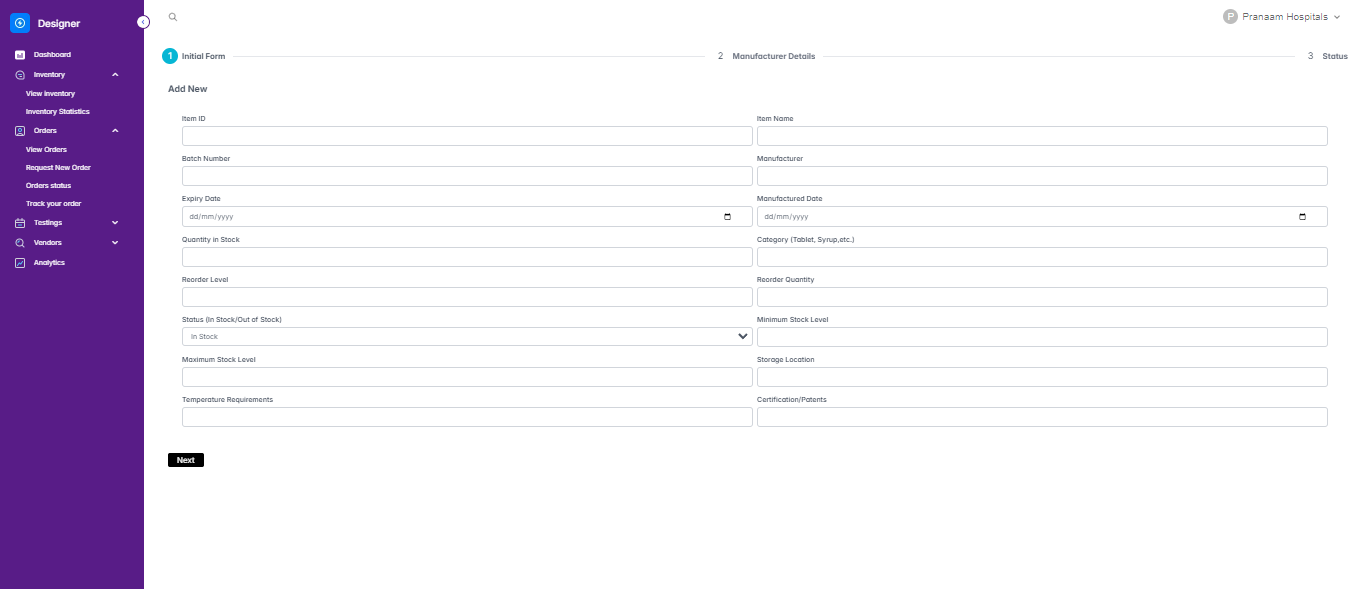 Designer
Dashboard
Inventory
View inventory
Inventory Statistics
Orders
View Orders
Request New Order
Orders status
Track your order
Testings
Vendors
Analytics
P Pranaam Hospitals
1 Initial Form 2 Manufacturer Details 3 Status
Add New
Item ID Item Name
Batch Number Manufacturer
Expiry Date Manufactured Date
dd/mm/yyyy dd/mm/yyyy
Quantity in Stock Category (Tablet, Syrup,etc.)
Reorder Level Reorder Quantity
Status (In Stock/Out of Stock) Minimum Stock Level
In Stock
Maximum Stock Level Storage Location
Temperature Requirements Certification/Patents
Next